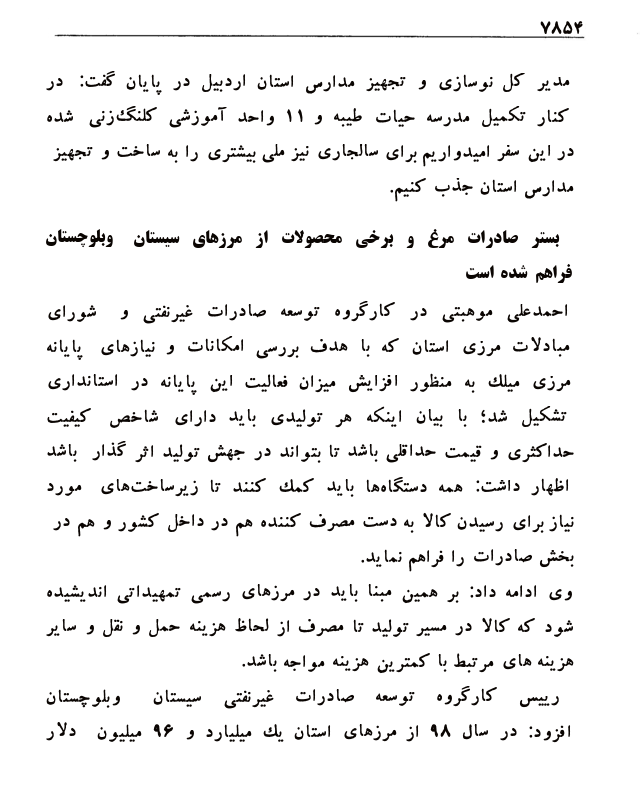 ۷۸۵۴
مدیر کل نوسازی و تجهیز مدارس استان اردبیل در پایان گفت: در
کنار تکمیل مدرسه حیات طیبه و ۱۱ واحد آموزشی کلنگ‌زنی شده
در این سفر امیدواریم برای سالجاری نیز ملی بیشتری را به ساخت و تجهیز
مدارس استان جذب کنیم.
بستر صادرات مرغ و برخی محصولات از مرزهای سیستان وبلوچستان
فراهم شده است
احمدعلی موهبتی در کارگروه توسعه صادرات غیرنفتی و شورای
مبادلات مرزی استان که با هدف بررسی امکانات و نیازهای پایانه
مرزی میلك به منظور افزایش میزان فعالیت این پایانه در استانداری
تشکیل شد؛ با بیان اینکه هر تولیدی باید دارای شاخص کیفیت
حداکثری و قیمت حداقلی باشد تا بتواند در جهش تولید اثر گذار باشد
اظهار داشت: همه دستگاه‌ها باید کمك کنند تا زیرساخت‌های مورد
نیاز برای رسیدن کالا به دست مصرف کننده هم در داخل کشور و هم در
بخش صادرات را فراهم نماید.
وی ادامه داد: بر همین مبنا باید در مرزهای رسمی تمهیداتی اندیشیده
شود که کالا در مسیر تولید تا مصرف از لحاظ هزینه حمل و نقل و سایر
هزینه های مرتبط با کمترین هزینه مواجه باشد.
رییس کارگروه توسعه صادرات غیرنفتی سیستان وبلوچستان
افزود: در سال ۹۸ از مرزهای استان یك میلیارد و ۹۶ میلیون دلار